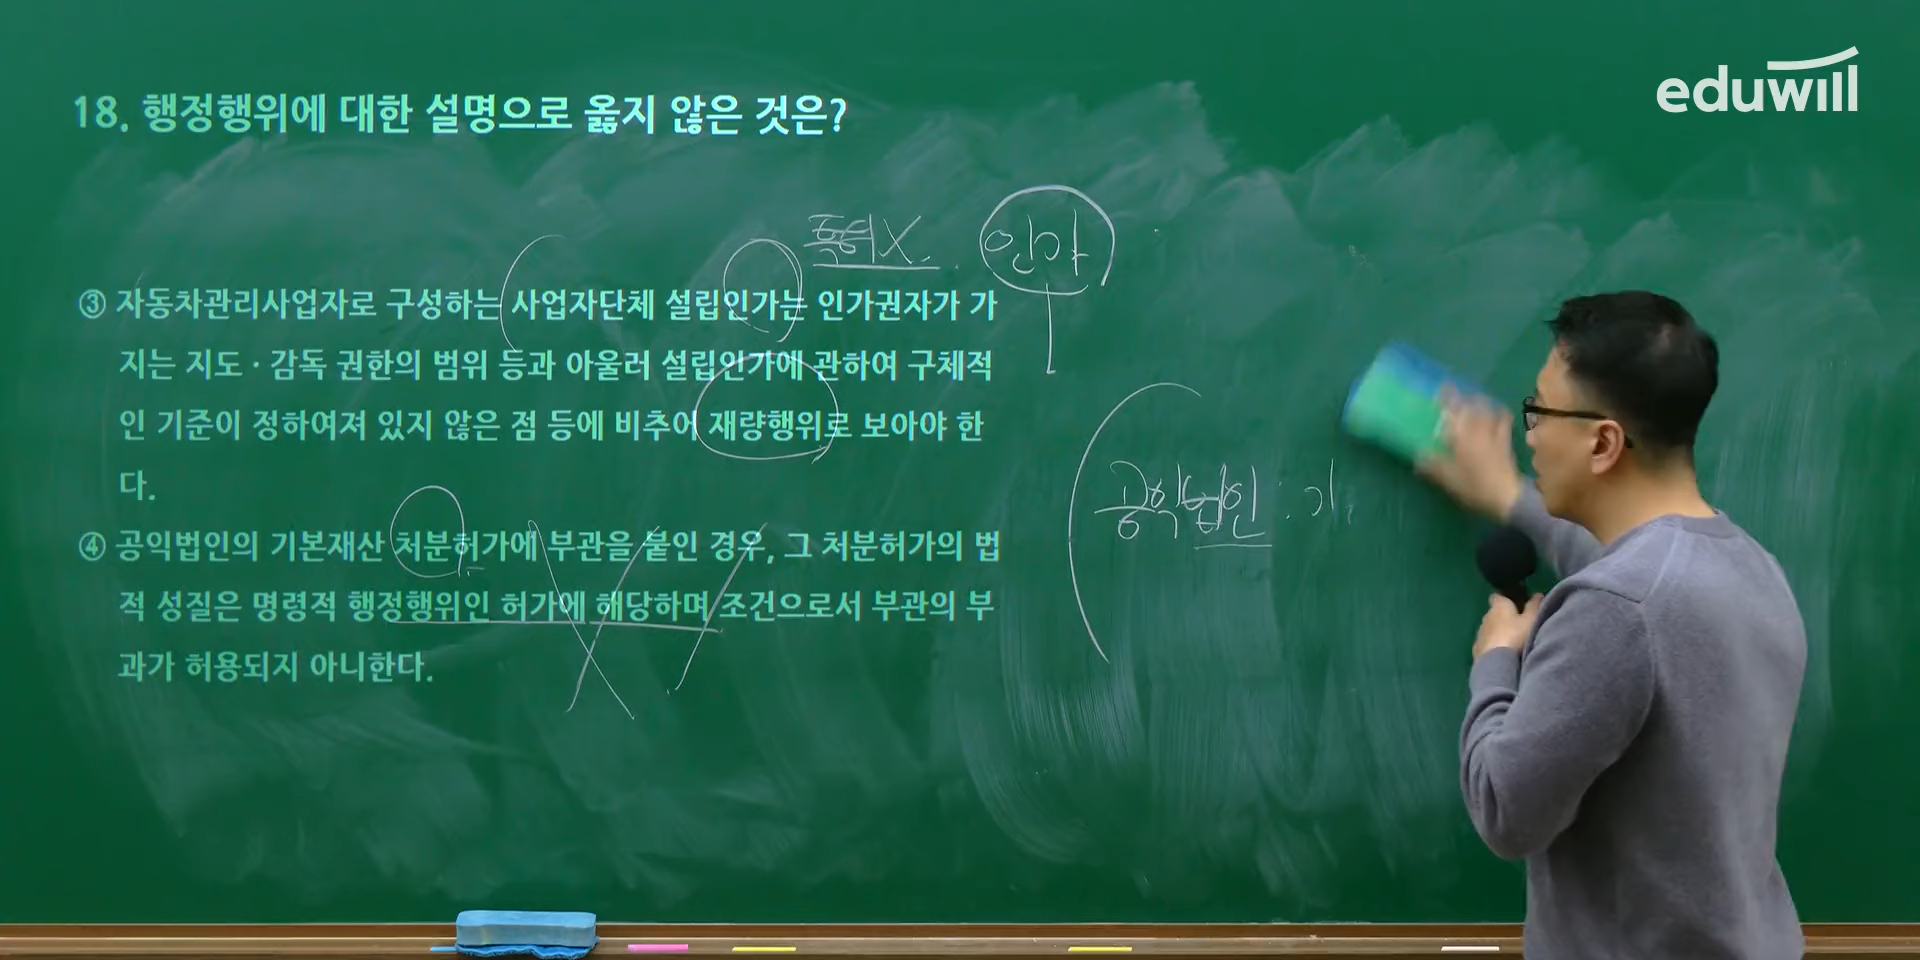 eduwill
18. 행정행위에 대한 설명으로 옳지 않은 것은?
특허X. 인가
③ 자동차관리사업자로 구성하는 사업자단체 설립인가는 인가권자가 가
지는 지도·감독 권한의 범위 등과 아울러 설립인가에 관하여 구체적
인 기준이 정하여져 있지 않은 점 등에 비추어 재량행위로 보아야 한
다.
공익법인 : 기
④ 공익법인의 기본재산 처분허가에 부관을 붙인 경우, 그 처분허가의 법
적 성질은 명령적 행정행위인 허가에 해당하며 조건으로서 부관의 부
과가 허용되지 아니한다.